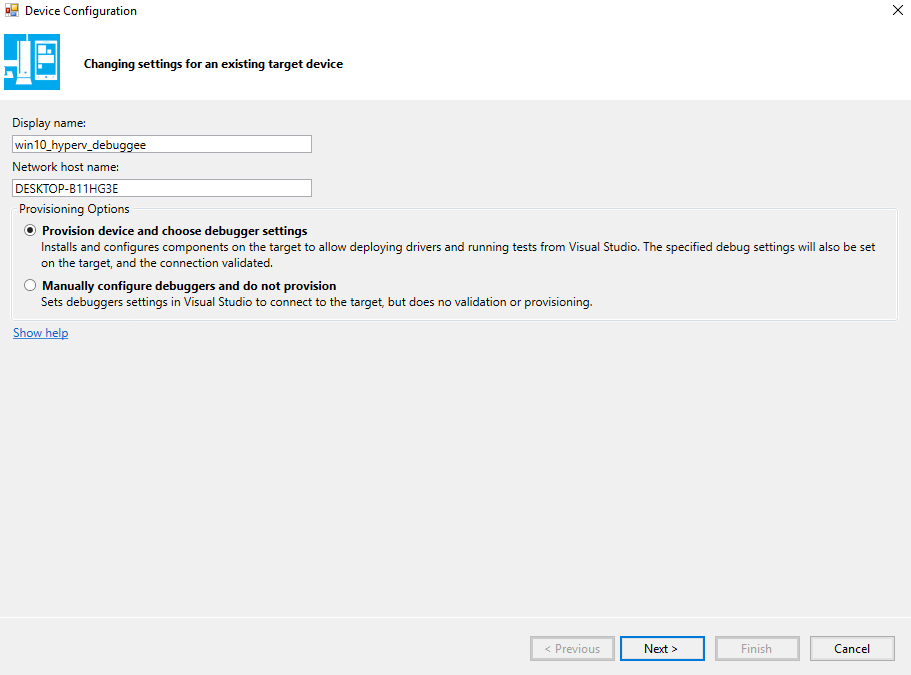 Device Configuration
Changing settings for an existing target device
Display name:
win10_hyperv_debuggee
Network host name:
DESKTOP-B11HG3E
Provisioning Options
Provision device and choose debugger settings
Installs and configures components on the target to allow deploying drivers and running tests from Visual Studio. The specified debug settings will also be set
on the target, and the connection validated.
Manually configure debuggers and do not provision
Sets debuggers settings in Visual Studio to connect to the target, but does no validation or provisioning.
Show help
< Previous
Next >
Finish
Cancel